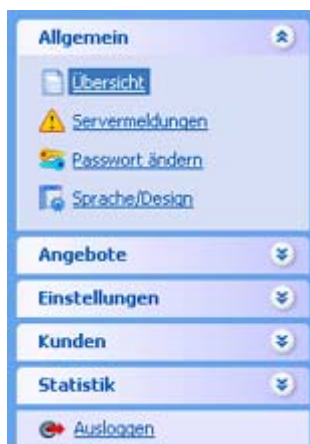 Allgemein
Übersicht
Servermeldungen
Passwort ändern
Sprache/Design
Angebote
Einstellungen
Kunden
Statistik
Ausloggen